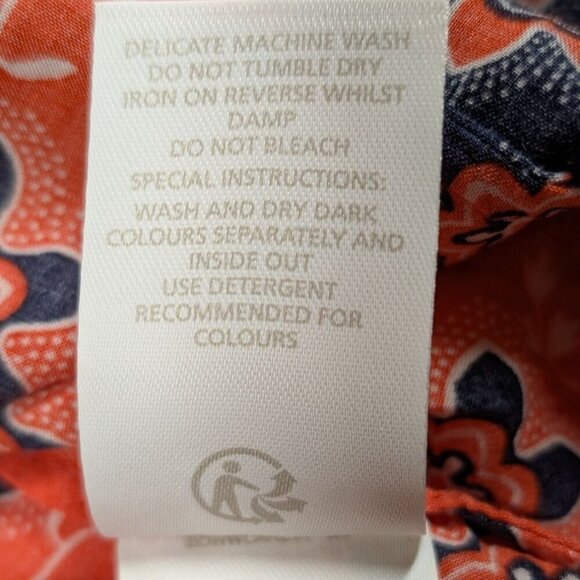 DELICATE MACHINE WASH
DO NOT TUMBLE DRY
IRON ON REVERSE WHILST
DAMP
DO NOT BLEACH
SPECIAL INSTRUCTIONS:
WASH AND DRY DARK
COLOURS SEPARATELY AND
INSIDE OUT
USE DETERGENT
RECOMMENDED FOR
COLOURS